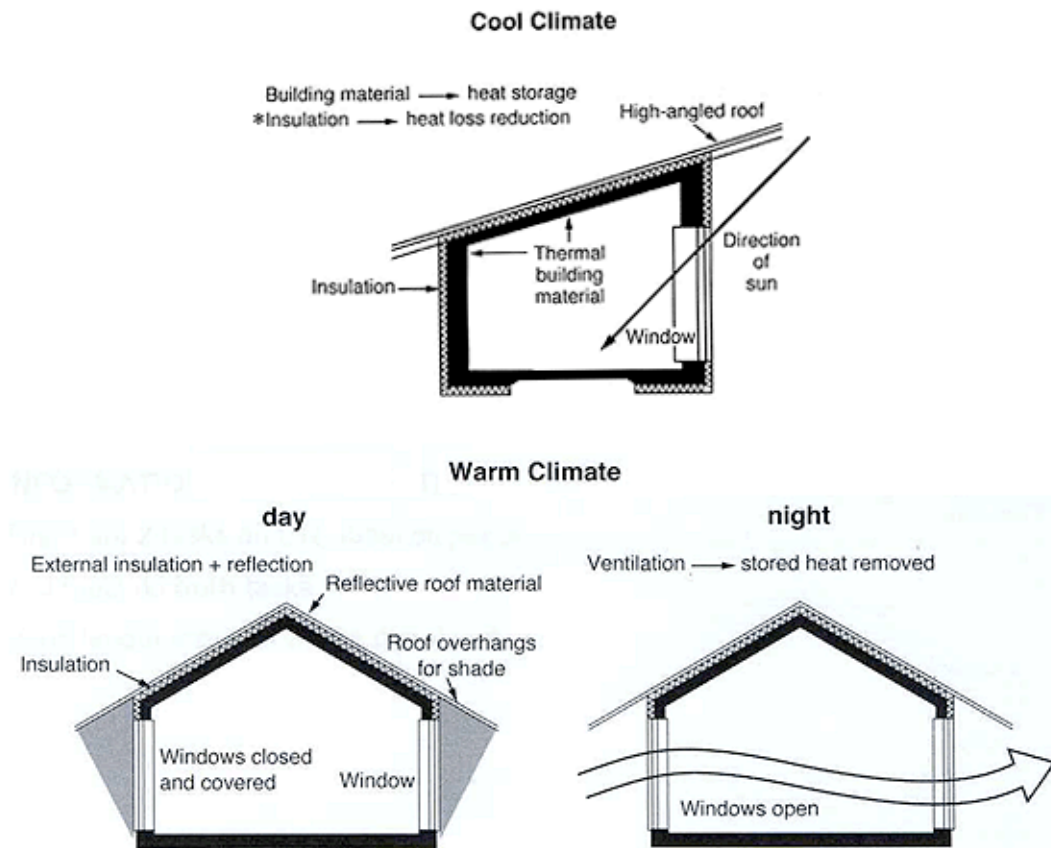 Cool Climate
Building material → heat storage
*Insulation → heat loss reduction
High-angled roof
Thermal
building
material
Direction
of
sun
Insulation
Window
Warm Climate
day
External insulation + reflection
Reflective roof material
Insulation
Roof overhangs
for shade
Windows closed
and covered
Window
night
Ventilation → stored heat removed
Windows open